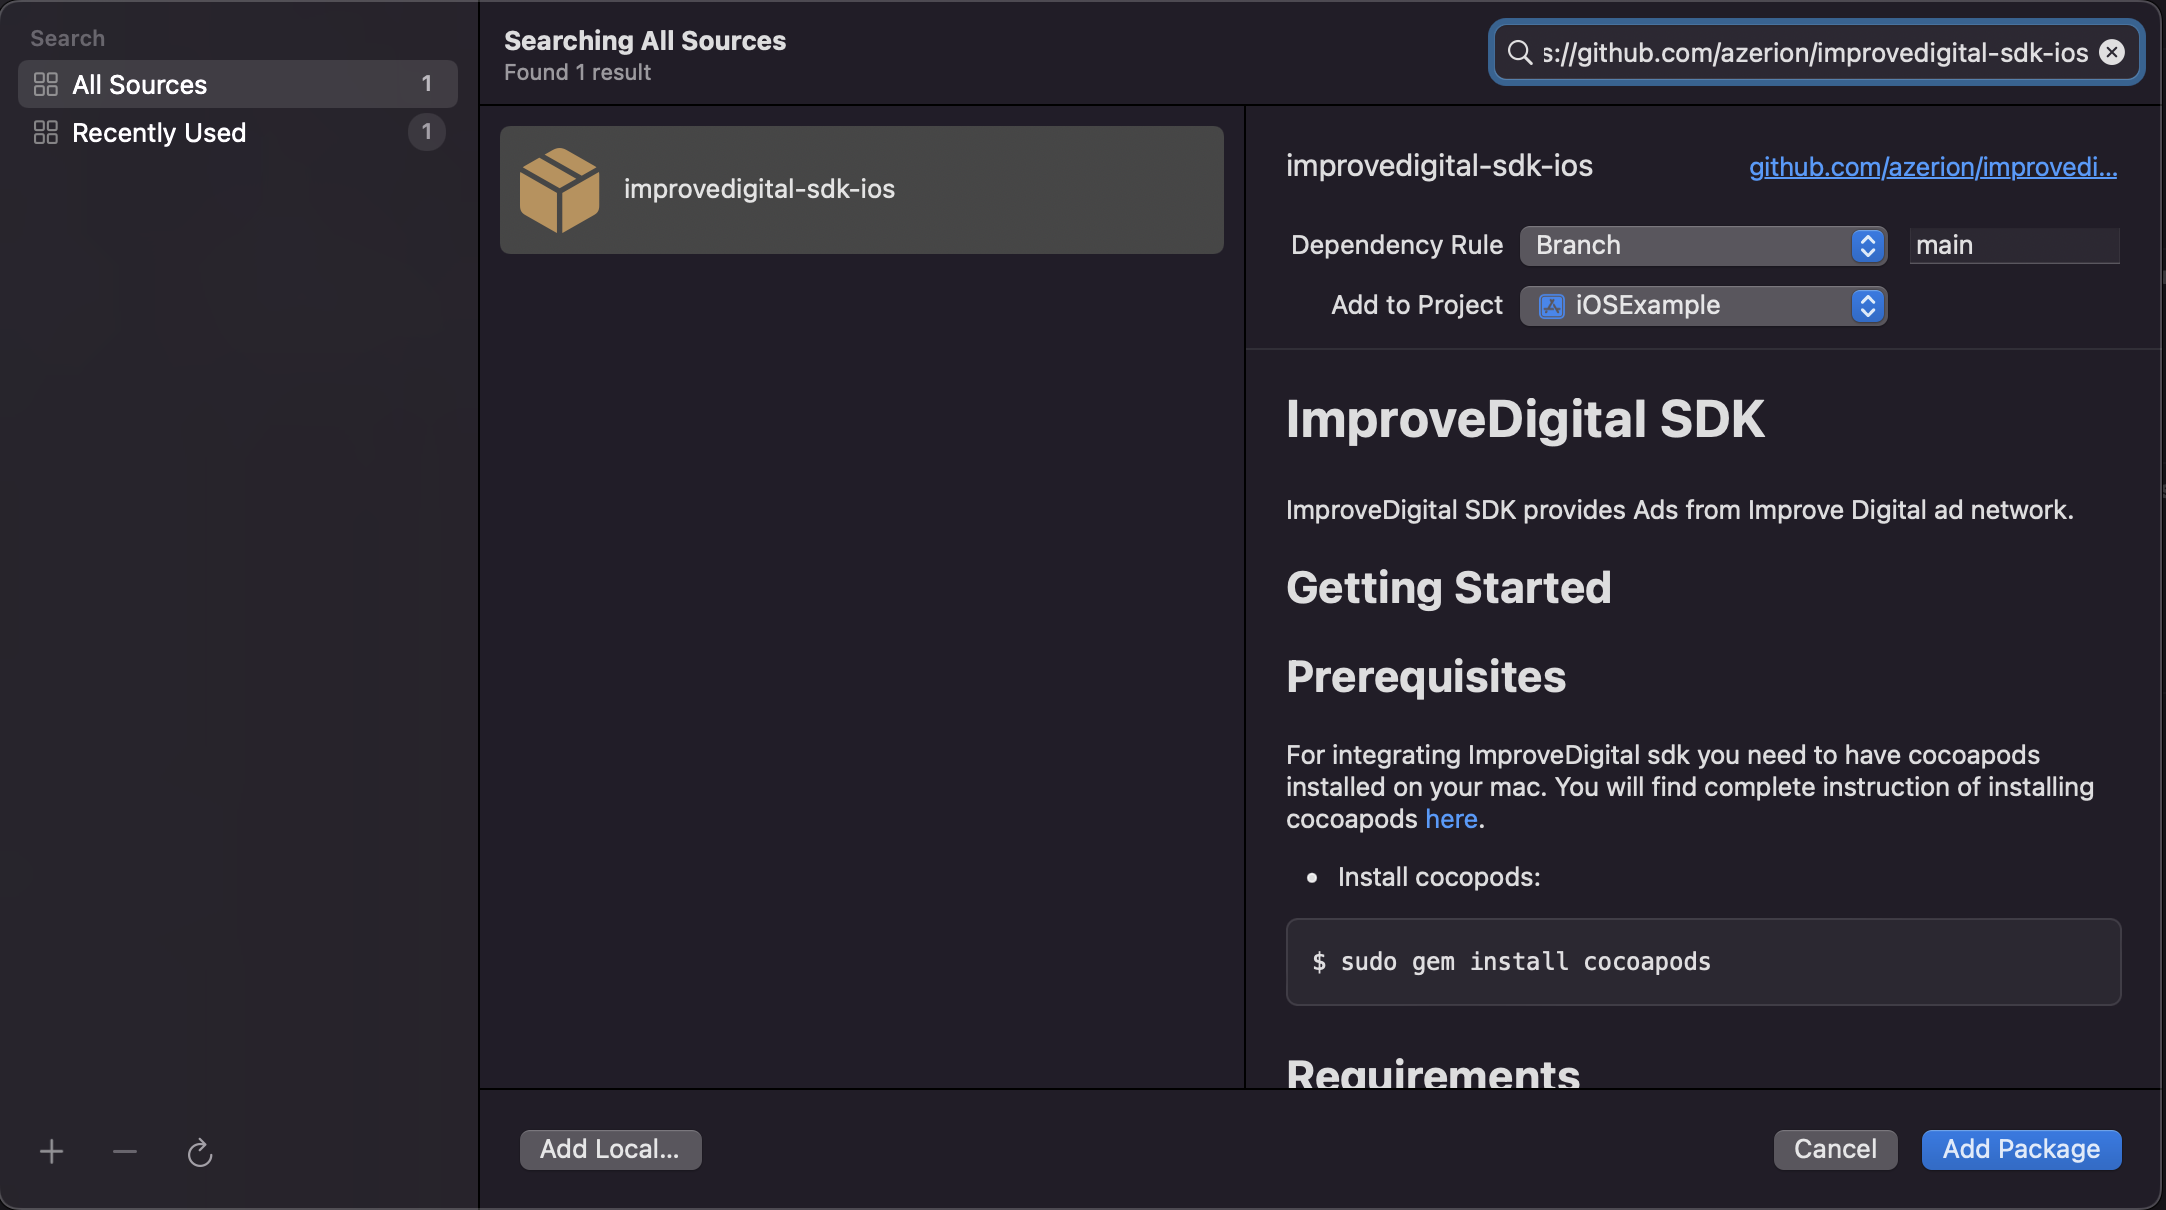 Search
All Sources 1
Recently Used 1
Searching All Sources
Found 1 result
s://github.com/azerion/improvedigital-sdk-ios
improvedigital-sdk-ios
improvedigital-sdk-ios
github.com/azerion/improvedi...
Dependency Rule Branch main
Add to Project iOSExample
ImproveDigital SDK
ImproveDigital SDK provides Ads from Improve Digital ad network.
Getting Started
Prerequisites
For integrating ImproveDigital sdk you need to have cocoapods
installed on your mac. You will find complete instruction of installing
cocoapods here.
• Install cocopods:
$ sudo gem install cocoapods
Requirements
Add Local...
Cancel
Add Package